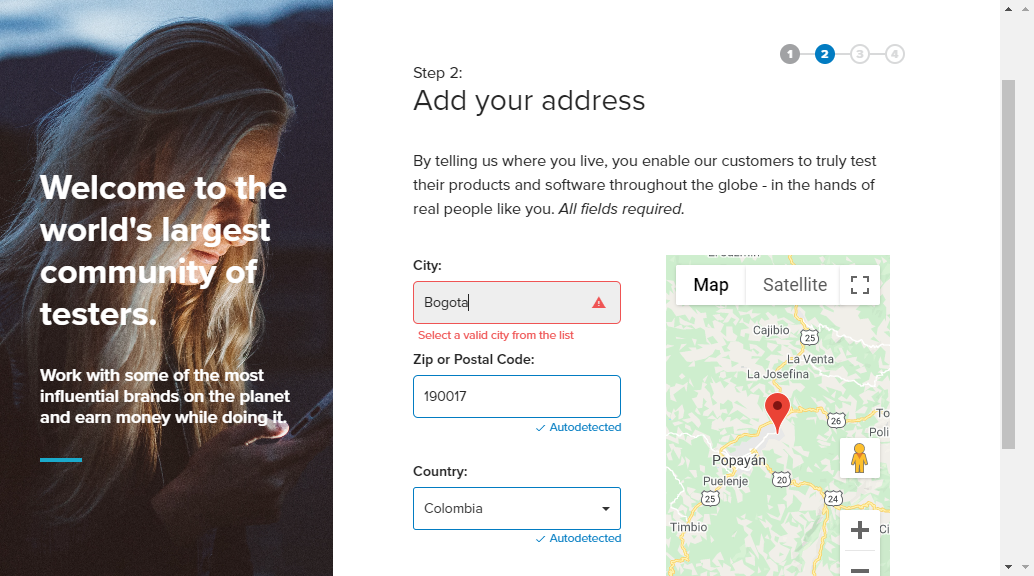 Welcome to the
world's largest
community of
testers.
Work with some of the most
influential brands on the planet
and earn money while doing it.
1 2 3 4
Step 2:
Add your address
By telling us where you live, you enable our customers to truly test
their products and software throughout the globe - in the hands of
real people like you. All fields required.
City:
Bogota
Select a valid city from the list
Zip or Postal Code:
190017
Autodetected
Country:
Colombia
Autodetected
Map Satellite
Cajibio
25
La Venta
La Josefina
26
To
Poli
Popayán
Puelenje
20
25
24
Timbio
Ci